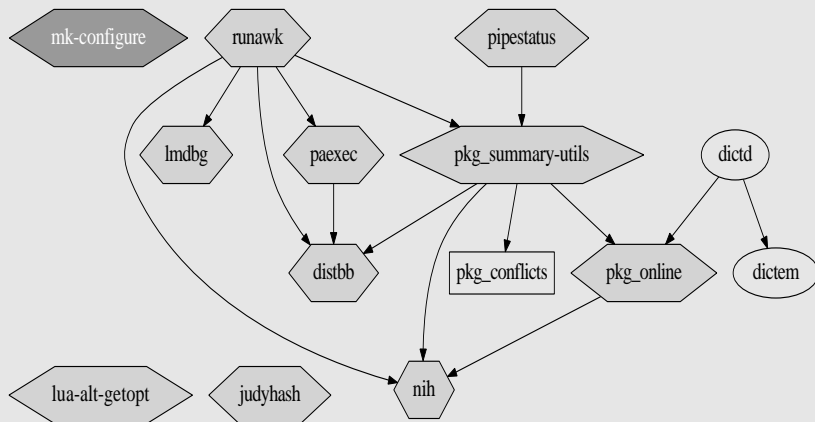 mk-configure
runawk
pipestatus
lmdbg
paexec
pkg_summary-utils
dictd
distbb
pkg_conflicts
pkg_online
dictem
lua-alt-getopt
judyhash
nih